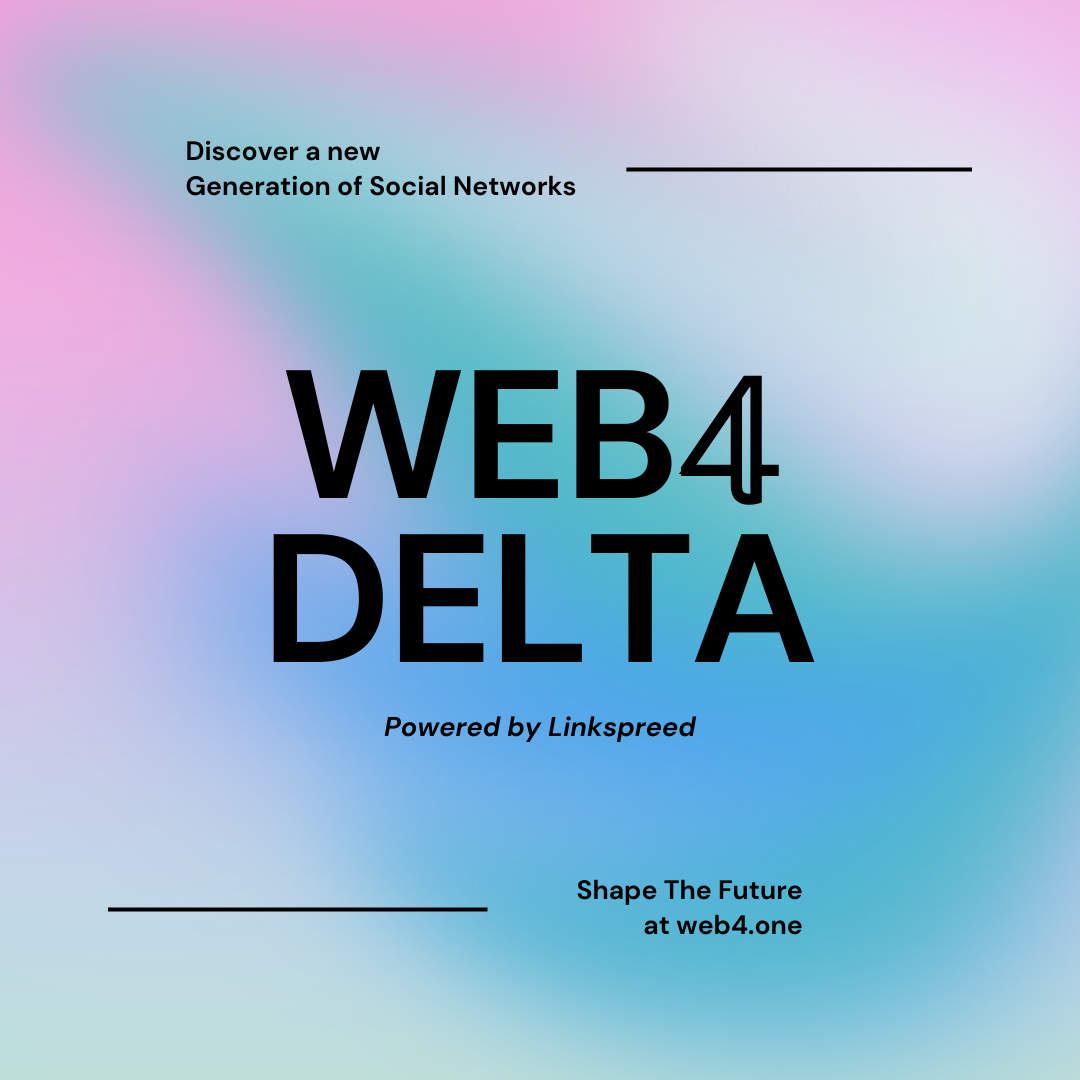 Discover a new
Generation of Social Networks
WEB4
DELTA
Powered by Linkspreed
Shape The Future
at web4.one